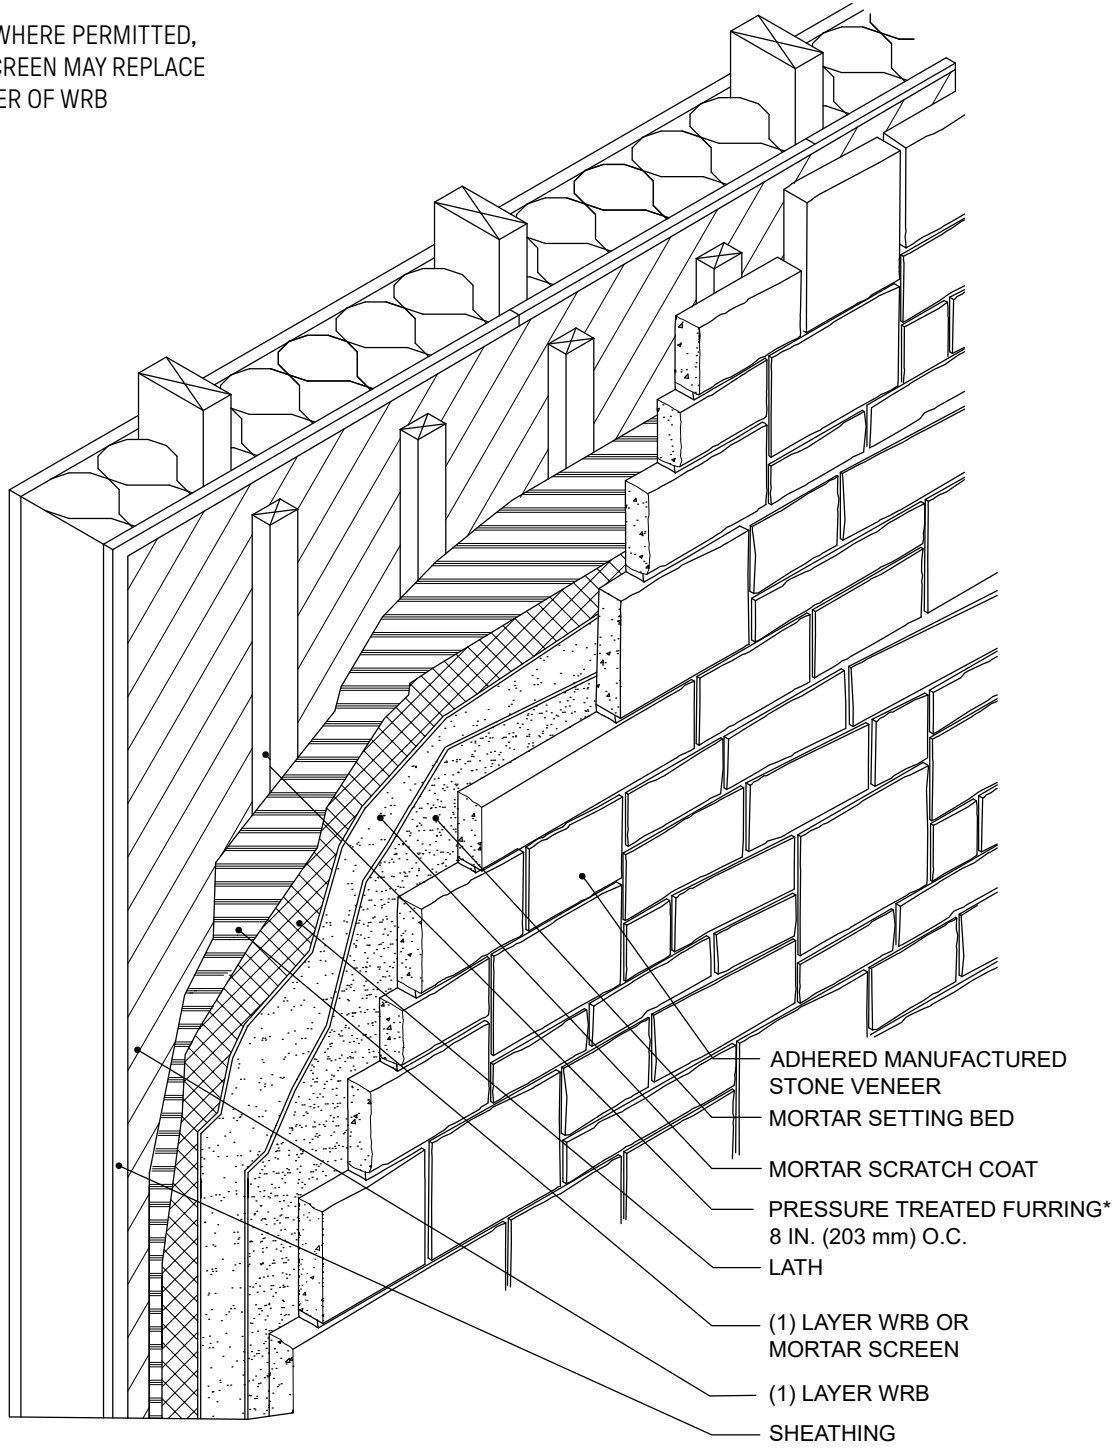 WHERE PERMITTED,
CREEN MAY REPLACE
ER OF WRB
ADHERED MANUFACTURED
STONE VENEER
MORTAR SETTING BED
MORTAR SCRATCH COAT
PRESSURE TREATED FURRING*
8 IN. (203 mm) O.C.
LATH
(1) LAYER WRB OR
MORTAR SCREEN
(1) LAYER WRB
SHEATHING